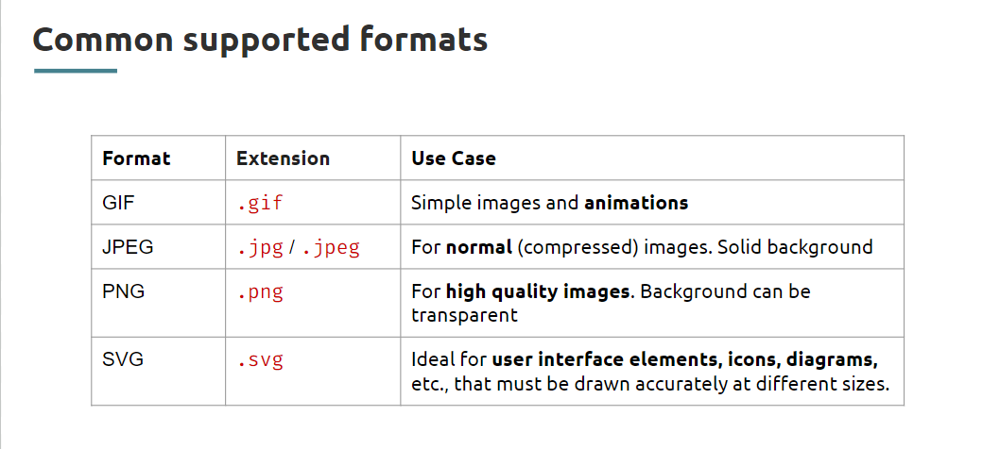 Common supported formats
Format Extension Use Case
GIF .gif Simple images and animations
JPEG .jpg / .jpeg For normal (compressed) images. Solid background
PNG .png For high quality images. Background can be
transparent
SVG .svg Ideal for user interface elements, icons, diagrams,
etc., that must be drawn accurately at different sizes.